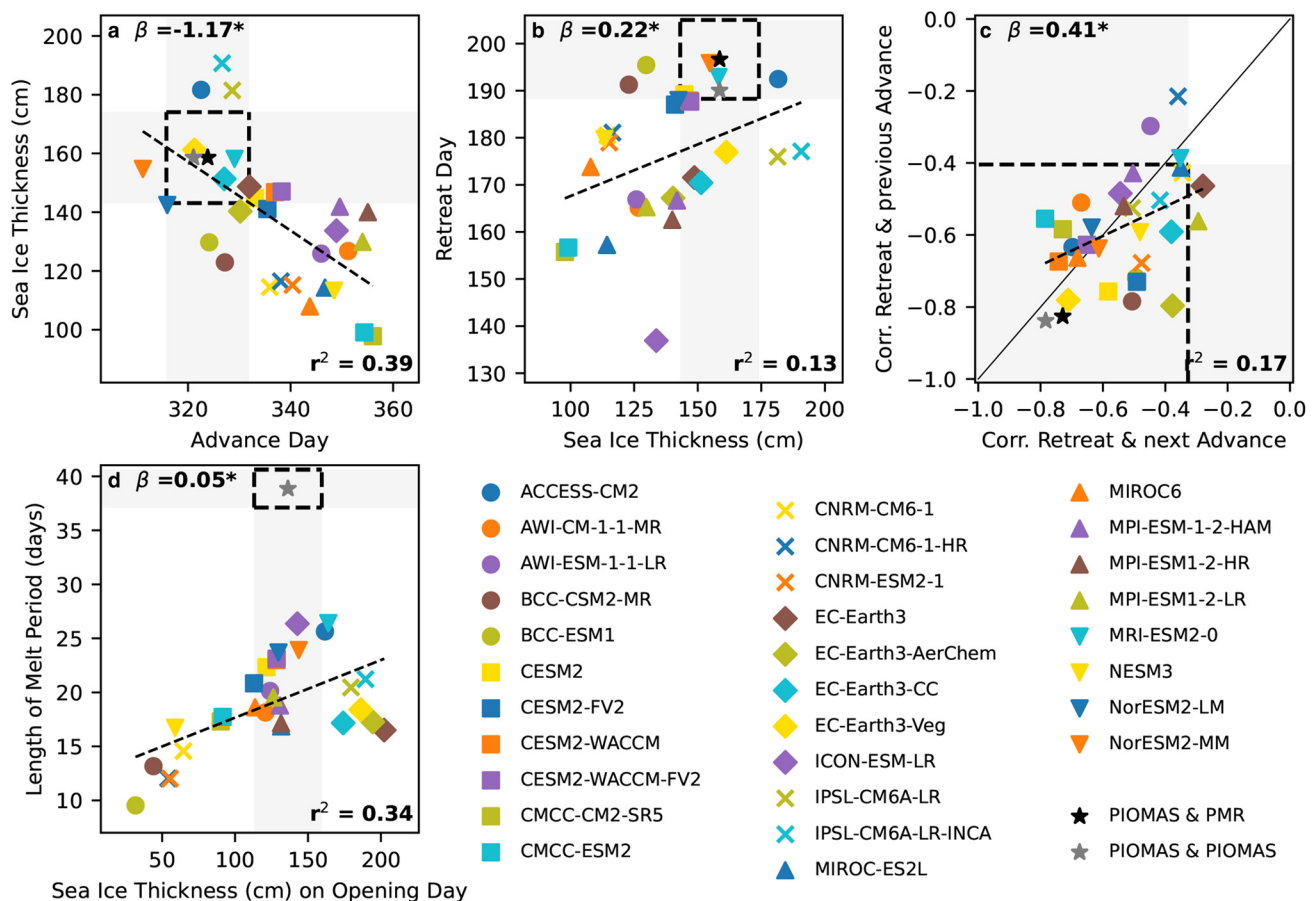 a β =-1.17*
200
180
160
140
120
100
Sea Ice Thickness (cm)
r² = 0.39
320 340 360
Advance Day
b β =0.22*
200
190
180
170
160
150
140
130
Retreat Day
r² = 0.13
100 125 150 175 200
Sea Ice Thickness (cm)
c β =0.41*
0.0
−0.2
−0.4
−0.6
−0.8
−1.0
Corr. Retreat & previous Advance
r² = 0.17
−1.0 −0.8 −0.6 −0.4 −0.2 0.0
Corr. Retreat & next Advance
d β =0.05*
40
35
30
25
20
15
10
Length of Melt Period (days)
r² = 0.34
50 100 150 200
Sea Ice Thickness (cm) on Opening Day
ACCESS-CM2
AWI-CM-1-1-MR
AWI-ESM-1-1-LR
BCC-CSM2-MR
BCC-ESM1
CESM2
CESM2-FV2
CESM2-WACCM
CESM2-WACCM-FV2
CMCC-CM2-SR5
CMCC-ESM2
CNRM-CM6-1
CNRM-CM6-1-HR
CNRM-ESM2-1
EC-Earth3
EC-Earth3-AerChem
EC-Earth3-CC
EC-Earth3-Veg
ICON-ESM-LR
IPSL-CM6A-LR
IPSL-CM6A-LR-INCA
MIROC-ES2L
MIROC6
MPI-ESM-1-2-HAM
MPI-ESM1-2-HR
MPI-ESM1-2-LR
MRI-ESM2-0
NESM3
NorESM2-LM
NorESM2-MM
PIOMAS & PMR
PIOMAS & PIOMAS